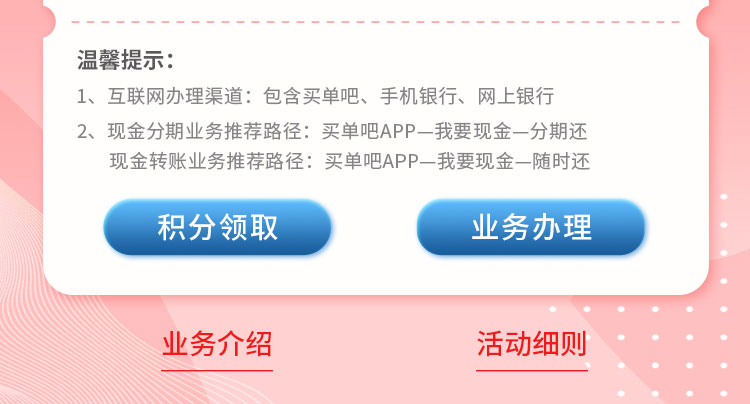 温馨提示：
1、互联网办理渠道：包含买单吧、手机银行、网上银行
2、现金分期业务推荐路径：买单吧APP—我要现金—分期还
现金转账业务推荐路径：买单吧APP—我要现金—随时还
积分领取 业务办理
业务介绍 活动细则